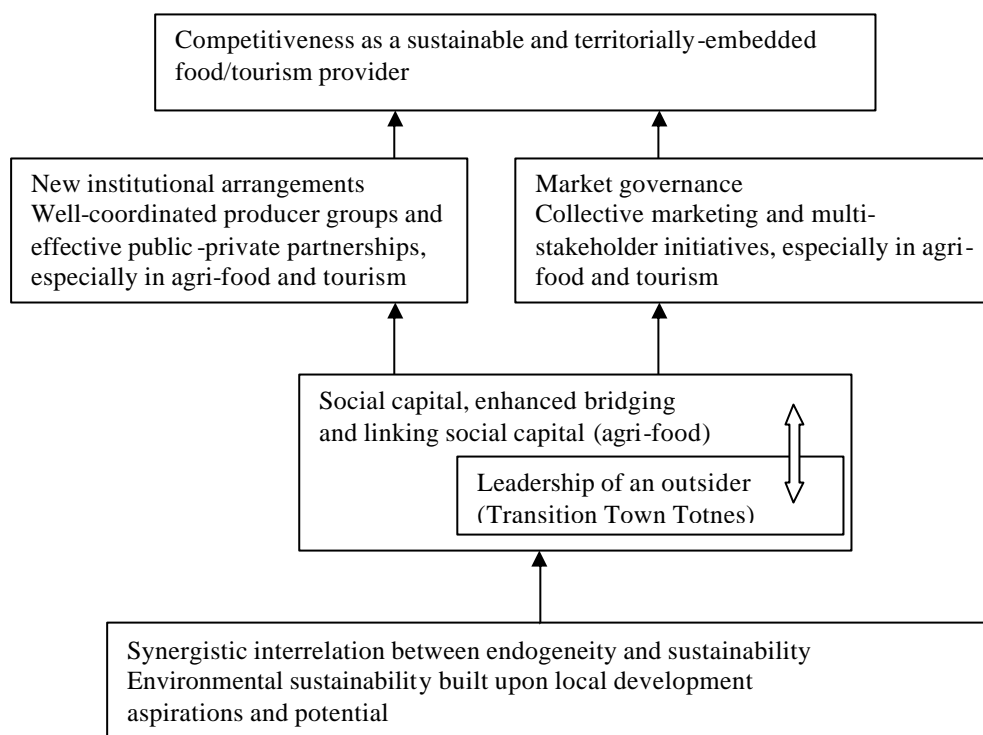 Competitiveness as a sustainable and territorially-embedded
food/tourism provider
New institutional arrangements
Well-coordinated producer groups and
effective public-private partnerships,
especially in agri-food and tourism
Market governance
Collective marketing and multi-
stakeholder initiatives, especially in agri-
food and tourism
Social capital, enhanced bridging
and linking social capital (agri-food)
Leadership of an outsider
(Transition Town Totnes)
Synergistic interrelation between endogeneity and sustainability
Environmental sustainability built upon local development
aspirations and potential